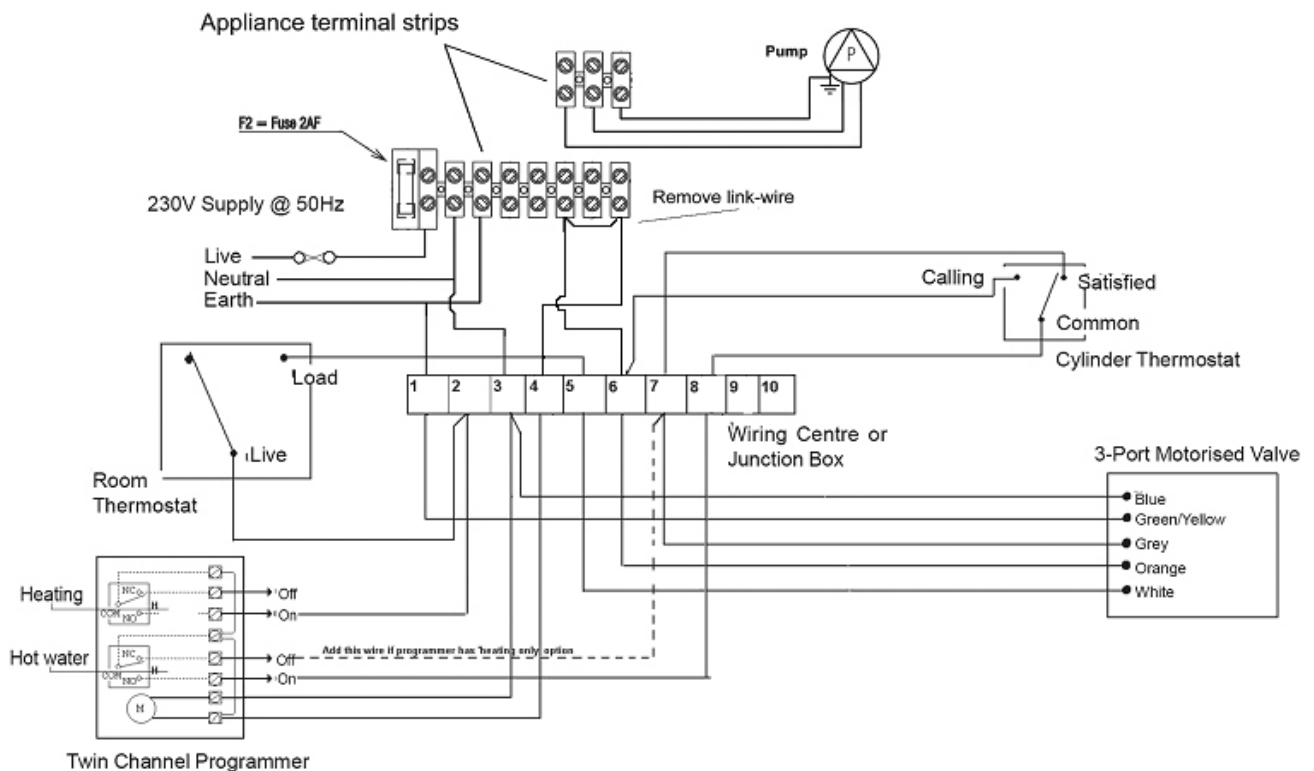 Appliance terminal strips
Pump
P
F2 = Fuse 2AF
230V Supply @ 50Hz
Remove link-wire
Live
Neutral
Earth
Calling
Satisfied
Common
Cylinder Thermostat
Load
1 2 3 4 5 6 7 8 9 10
Live
Wiring Centre or
Junction Box
Room
Thermostat
3-Port Motorised Valve
Blue
Green/Yellow
Grey
Orange
White
Heating
NC
COM
NO
H
Off
On
Hot water
NC
COM
NO
H
Off
Add this wire if programmer has 'heating only' option
On
M
Twin Channel Programmer